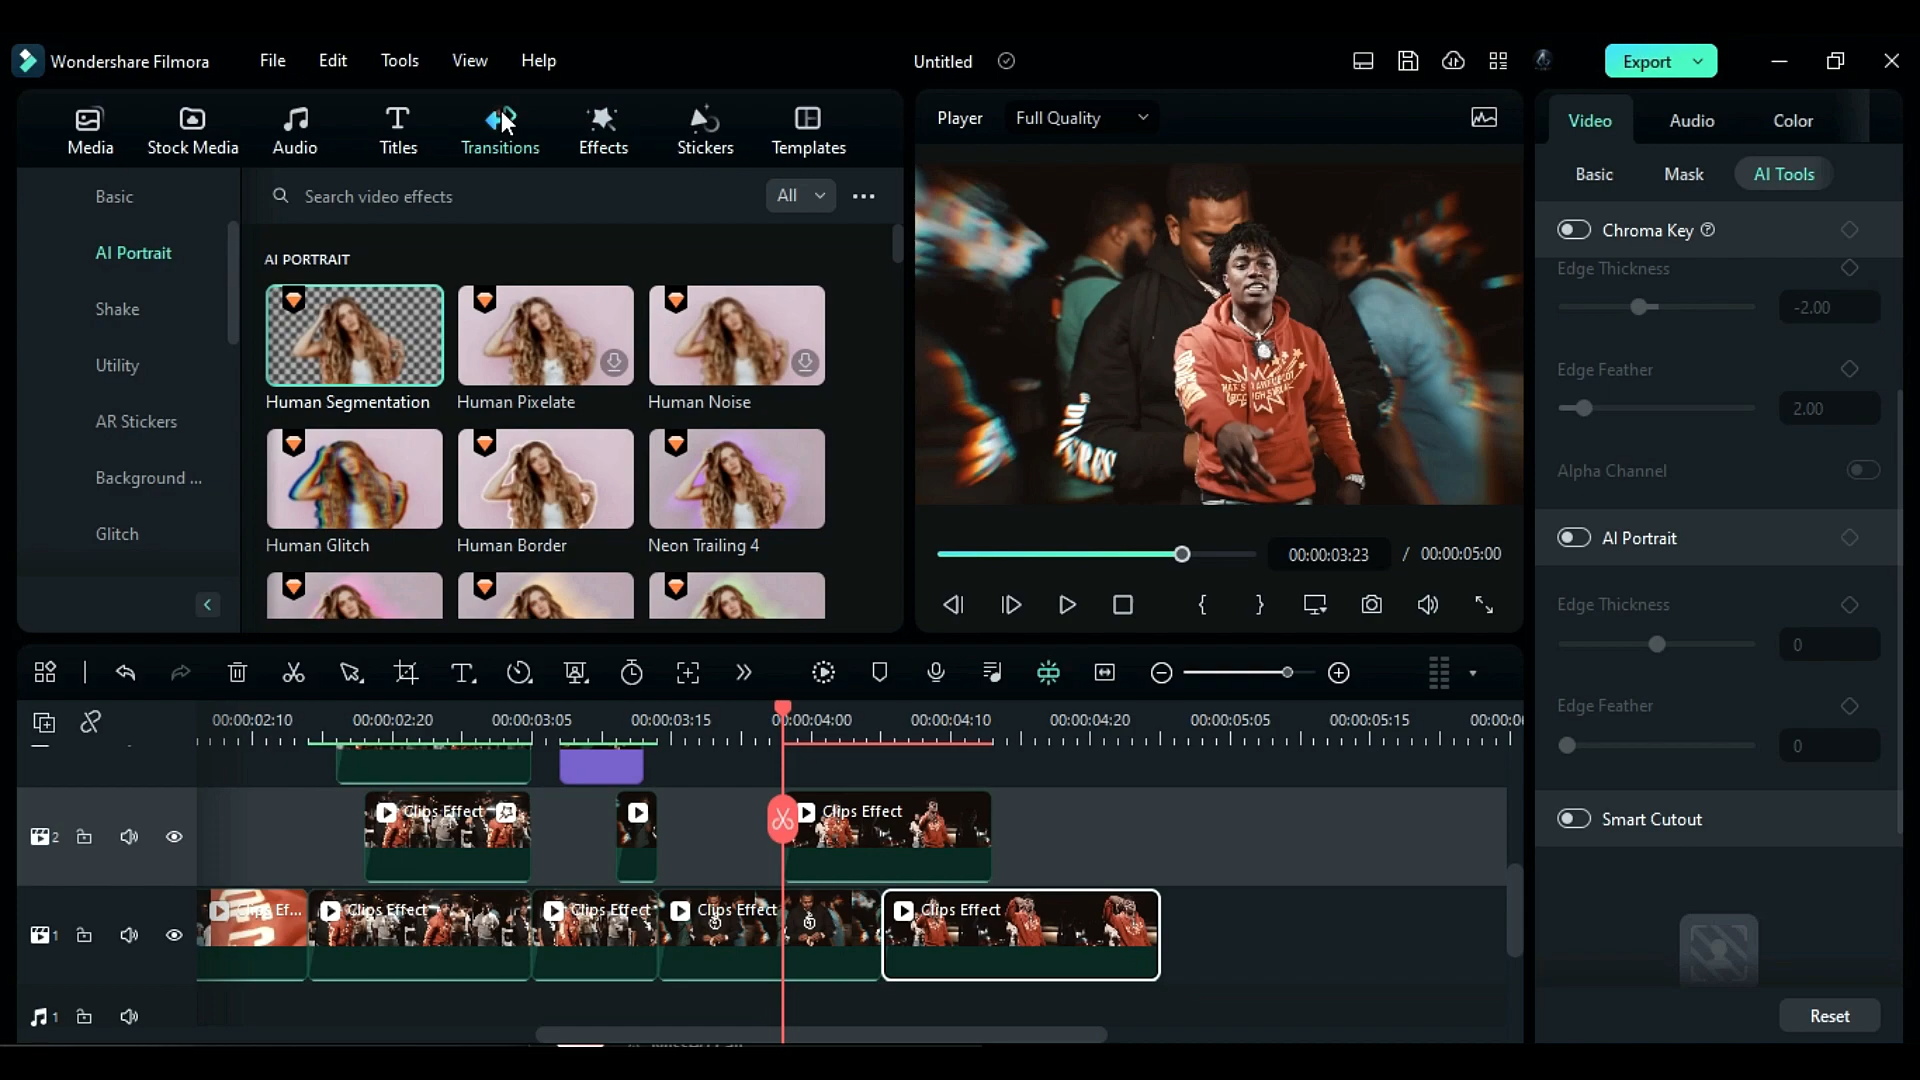 Wondershare Filmora
File
Edit
Tools
View
Help
Untitled
Export
Media
Stock Media
Audio
Titles
Transitions
Effects
Stickers
Templates
Player
Full Quality
Video
Audio
Color
Basic
AI Portrait
Shake
Utility
AR Stickers
Background ...
Glitch
Search video effects
All
AI PORTRAIT
Human Segmentation
Human Pixelate
Human Noise
Human Glitch
Human Border
Neon Trailing 4
00:00:03:23 / 00:00:05:00
Basic
Mask
AI Tools
Chroma Key
Edge Thickness
-2.00
Edge Feather
2.00
Alpha Channel
AI Portrait
Edge Thickness
0
Edge Feather
0
Smart Cutout
Reset
00:00:02:10
00:00:02:20
00:00:03:05
00:00:03:15
00:00:04:00
00:00:04:10
00:00:04:20
00:00:05:05
00:00:05:15
2
Clips Effect
Clips Effect
1
Clips Effect
Clips Effect
Clips Effect
Clips Effect
1